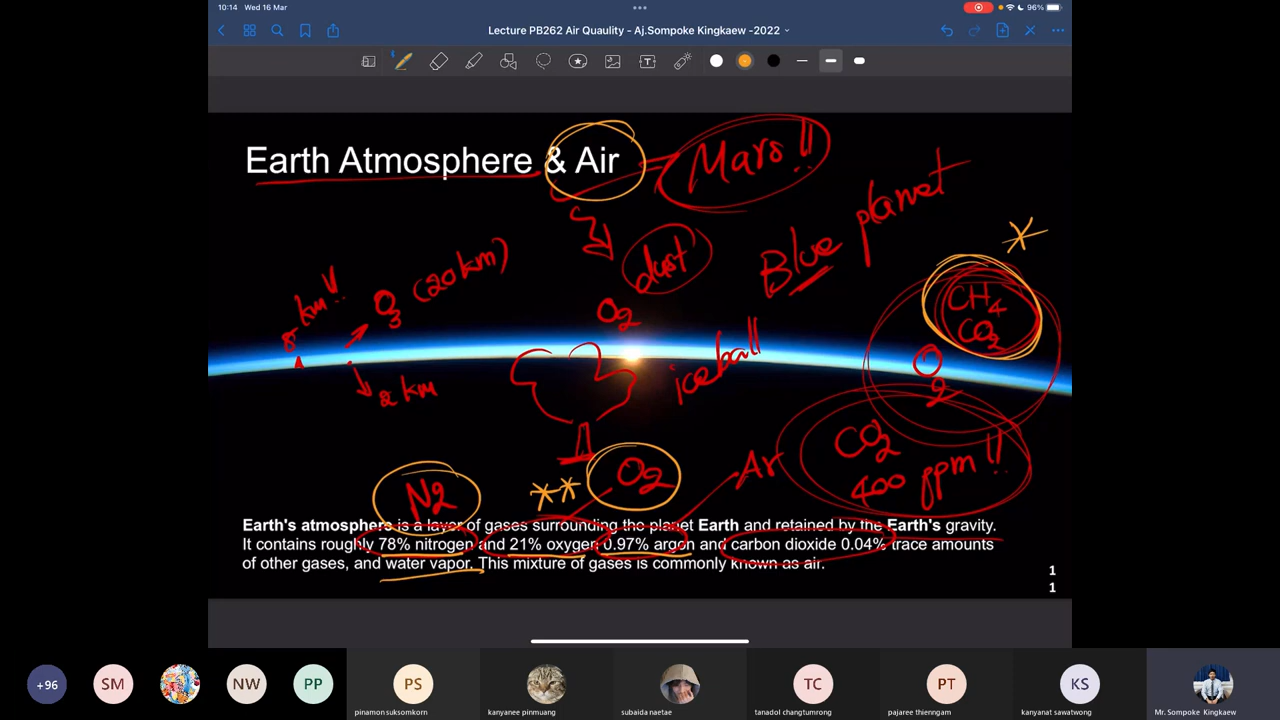 10:14 Wed 16 Mar
96%
Lecture PB262 Air Quaulity - Aj.Sompoke Kingkaew -2022
Earth Atmosphere & Air
Mars!!
Blue planet
dust
8 km!!
O3 (20km)
2 km
O2
iceball
CH4
CO2
O2
CO2
400 ppm!!
N2
**
O2
Ar
Earth's atmosphere is a layer of gases surrounding the planet Earth and retained by the Earth's gravity.
It contains roughly 78% nitrogen and 21% oxygen 0.97% argon and carbon dioxide 0.04% trace amounts
of other gases, and water vapor. This mixture of gases is commonly known as air.
1
1
+96
SM
NW
PP
PS
TC
PT
KS
pinamon suksomkorn
kanyanee pinmuang
subaida naetae
tanadol changtumrong
pajaree thienngam
kanyanat sawatwong
Mr. Sompoke Kingkaew